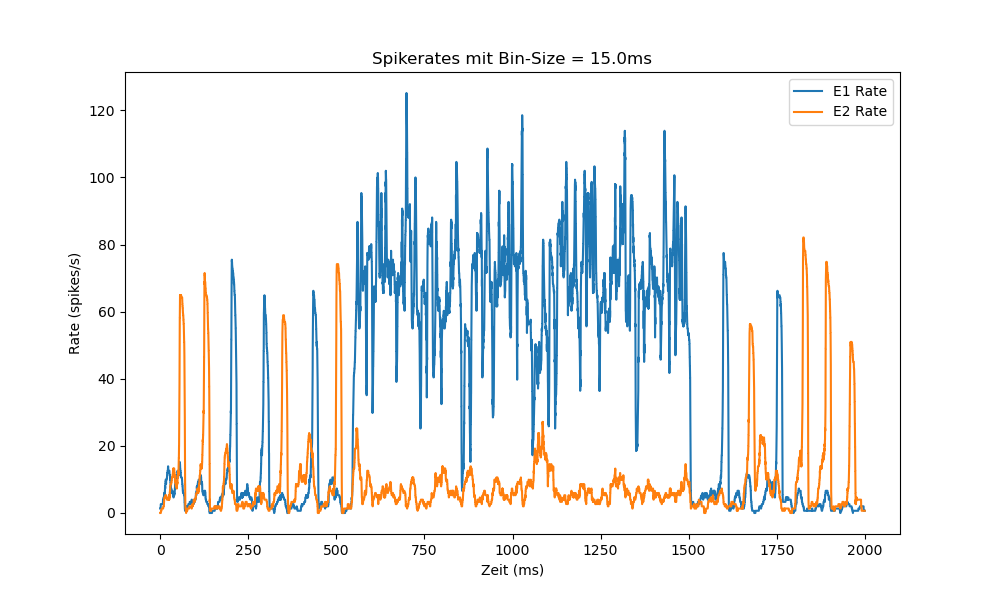 Spikerates mit Bin-Size = 15.0ms
E1 Rate
E2 Rate
Rate (spikes/s)
120
100
80
60
40
20
0
0 250 500 750 1000 1250 1500 1750 2000
Zeit (ms)